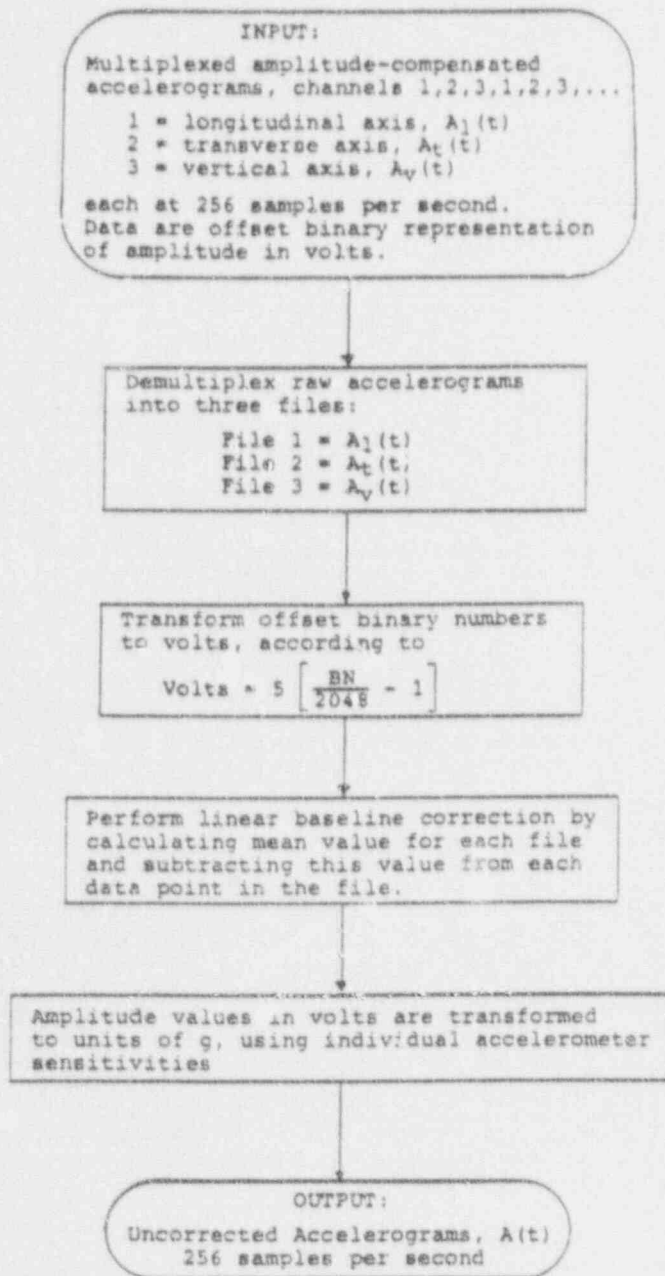 INPUT:
Multiplexed amplitude-compensated
accelerograms, channels 1,2,3,1,2,3,...
1 = longitudinal axis, Al(t)
2 = transverse axis, At(t)
3 = vertical axis, Av(t)
each at 256 samples per second.
Data are offset binary representation
of amplitude in volts.
Demultiplex raw accelerograms
into three files:
File 1 = Al(t)
File 2 = At(t,
File 3 = Av(t)
Transform offset binary numbers
to volts, according to
Volts = 5 [BN/2048 - 1]
Perform linear baseline correction by
calculating mean value for each file
and subtracting this value from each
data point in the file.
Amplitude values in volts are transformed
to units of g, using individual accelerometer
sensitivities
OUTPUT:
Uncorrected Accelerograms, A(t)
256 samples per second